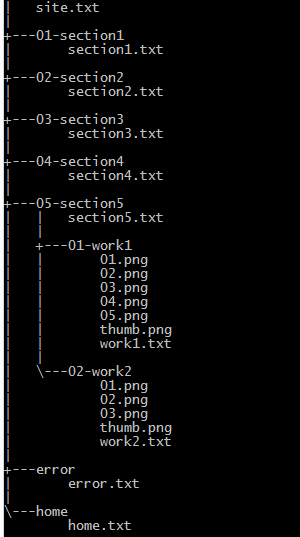 |   site.txt
|
+---01-section1
|       section1.txt
|
+---02-section2
|       section2.txt
|
+---03-section3
|       section3.txt
|
+---04-section4
|       section4.txt
|
+---05-section5
|   |   section5.txt
|   |
|   +---01-work1
|   |       01.png
|   |       02.png
|   |       03.png
|   |       04.png
|   |       05.png
|   |       thumb.png
|   |       work1.txt
|   |
|   \---02-work2
|           01.png
|           02.png
|           03.png
|           thumb.png
|           work2.txt
|
+---error
|       error.txt
|
\---home
        home.txt